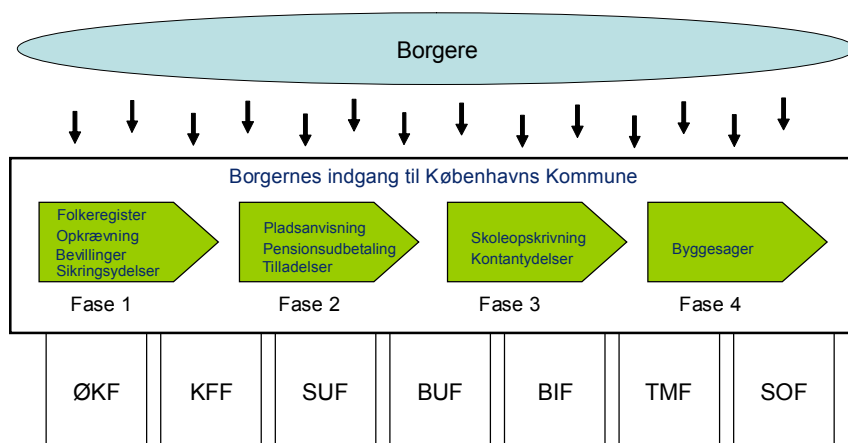 Borgere
Borgernes indgang til Københavns Kommune
Folkeregister
Opkrævning
Bevillinger
Sikringsydelser
Fase 1
Pladsanvisning
Pensionsudbetaling
Tilladelser
Fase 2
Skoleopskrivning
Kontantydelser
Fase 3
Byggesager
Fase 4
ØKF
KFF
SUF
BUF
BIF
TMF
SOF